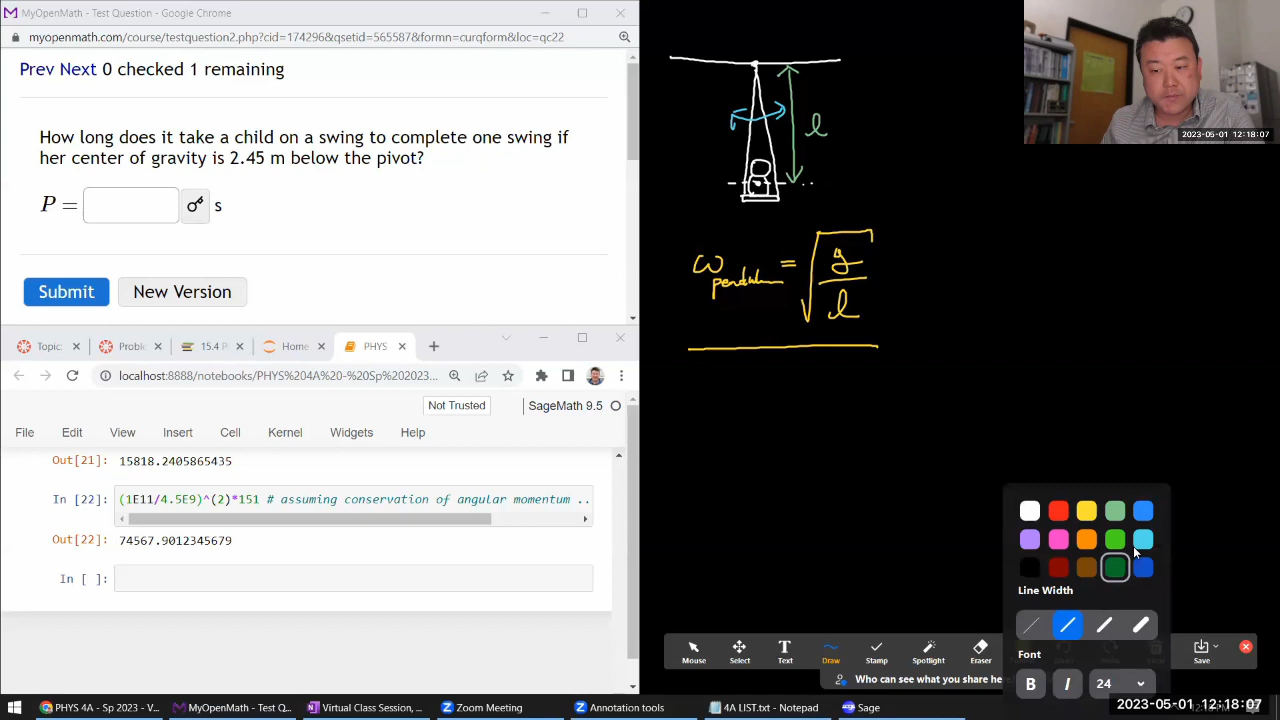 MyOpenMath - Test Question - Google Chrome
myopenmath.com/course/testquestion2.php?cid=174296&qsetid=565587&formn=curqform&loc=qc22
Prev Next 0 checked 1 remaining
How long does it take a child on a swing to complete one swing if
her center of gravity is 2.45 m below the pivot?
P =
s
Submit
New Version
Topic:
Proble
15.4 P
Home
PHYS
localhost:8888/notebooks/PHYS%204A%20-%20Sp%202023...
Not Trusted
SageMath 9.5
File Edit View Insert Cell Kernel Widgets Help
Out[21]: 15818.2405865435
In [22]: (1E11/4.5E9)^(2)*151 # assuming conservation of angular momentum ..
Out[22]: 74567.9012345679
In [ ]:
l
ω pendulum = √ g
l
2023-05-01 12:18:07
Line Width
Font
B I 24
Mouse Select Text Draw Stamp Spotlight Eraser
Save
Who can see what you share here
PHYS 4A - Sp 2023 -
MyOpenMath - Test Q...
Virtual Class Session...
Zoom Meeting
Annotation tools
4A LIST.txt - Notepad
Sage
2023-05-01 12:18:07